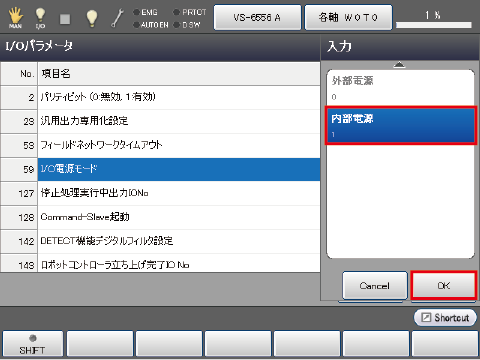 MAN
I/O
EMG
AUTO EN
PRTCT
D SW
VS-6556 A
各軸 W0T0
1 %
I/Oパラメータ
入力
No.
項目名
2
パリティビット (0:無効, 1:有効)
29
汎用出力専用化設定
53
フィールドネットワークタイムアウト
59
I/O電源モード
127
停止処理実行中出力IONo
128
Command-Slave起動
142
DETECT機能デジタルフィルタ設定
143
ロボットコントローラ立ち上げ完了IO No
外部電源
0
内部電源
1
Cancel
OK
Shortcut
SHIFT